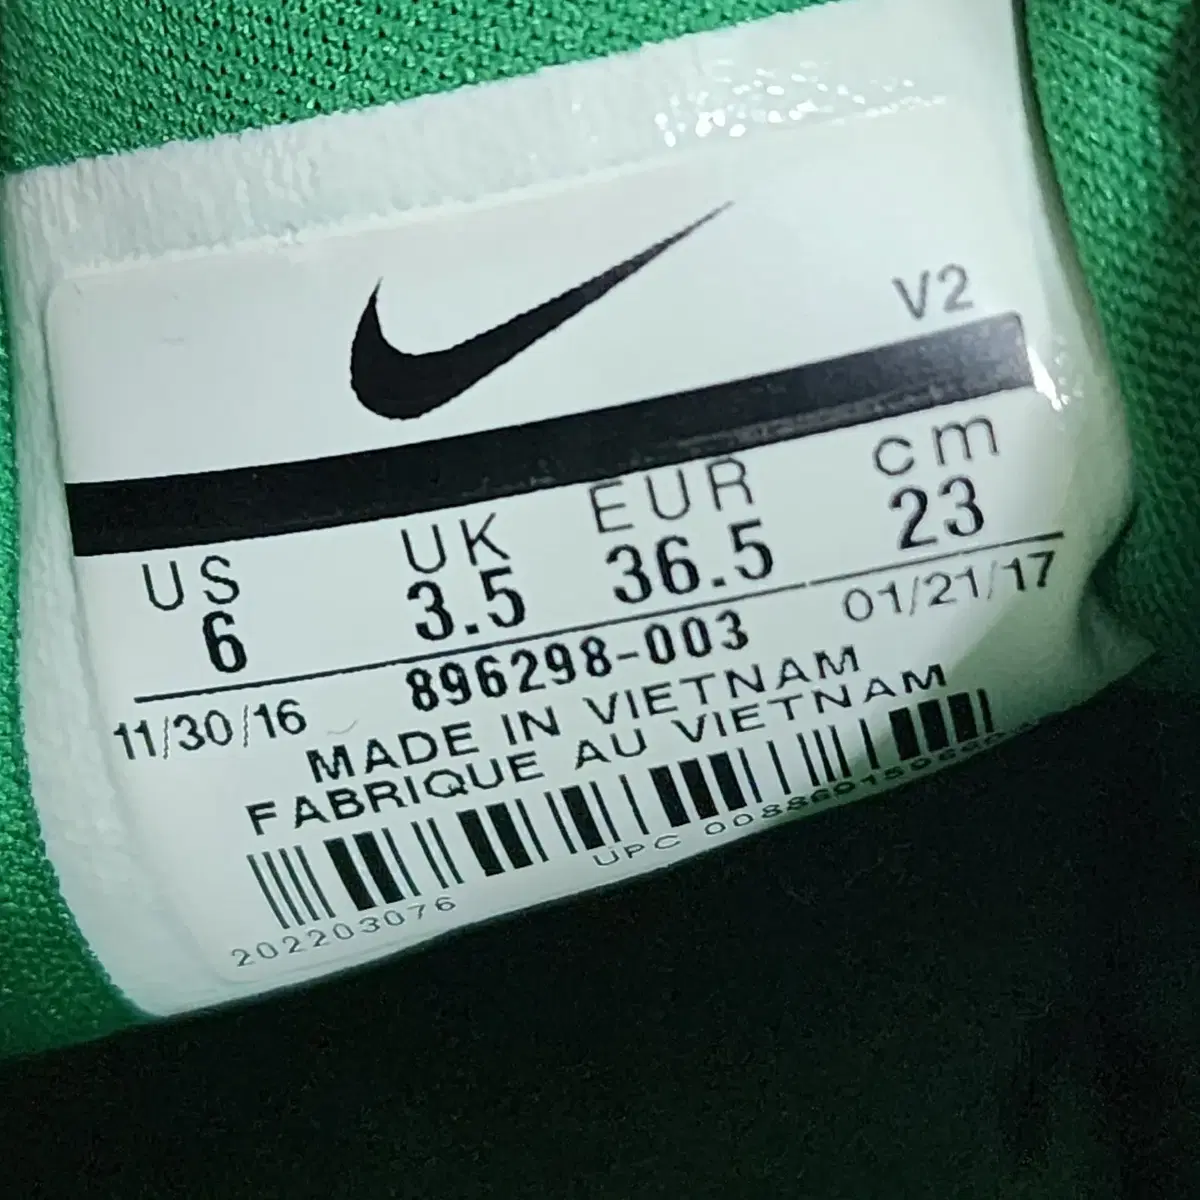 V2
US UK EUR cm
6 3.5 36.5 23
11/30/16 896298-003 01/21/17
MADE IN VIETNAM
FABRIQUE AU VIETNAM
202203076 UPC